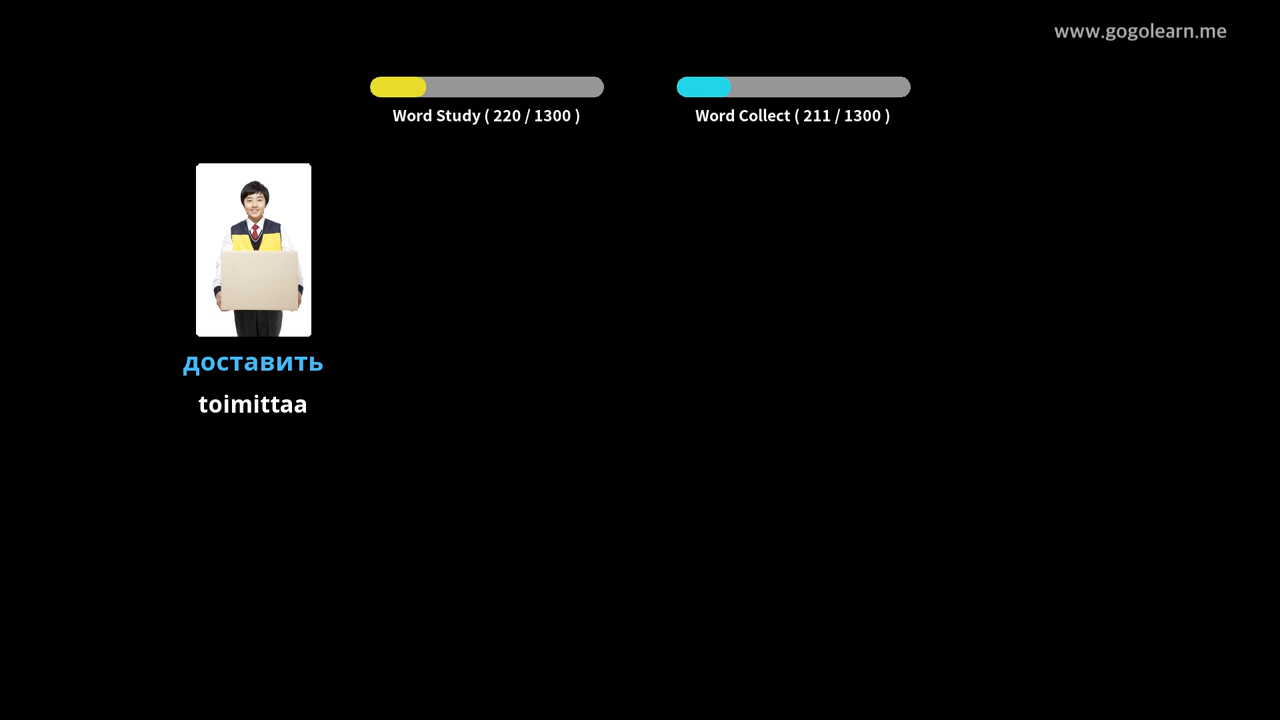 www.gogolearn.me
Word Study ( 220 / 1300 )
Word Collect ( 211 / 1300 )
доставить
toimittaa